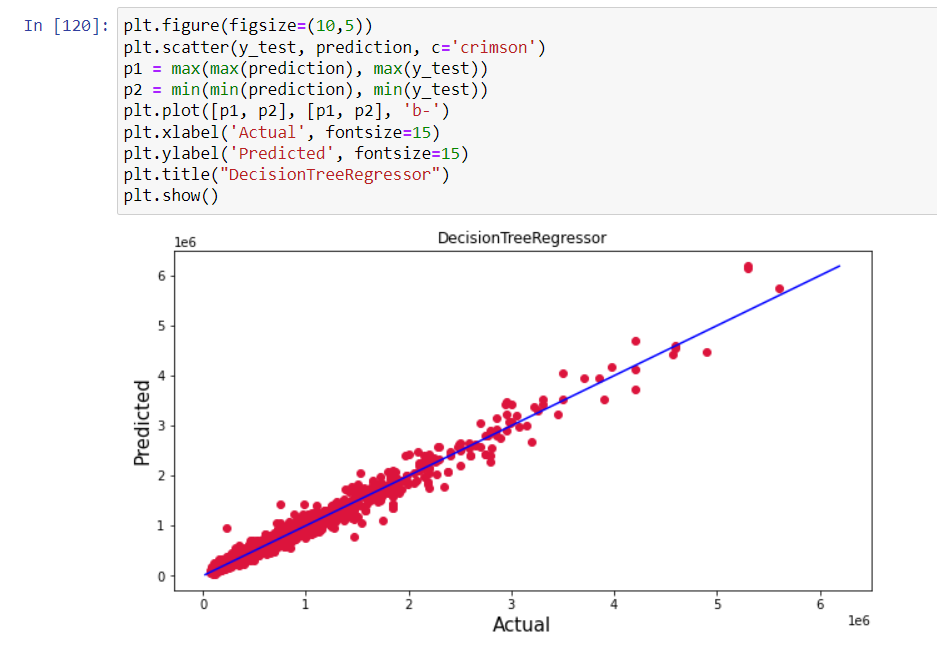 In [120]:
plt.figure(figsize=(10,5))
plt.scatter(y_test, prediction, c='crimson')
p1 = max(max(prediction), max(y_test))
p2 = min(min(prediction), min(y_test))
plt.plot([p1, p2], [p1, p2], 'b-')
plt.xlabel('Actual', fontsize=15)
plt.ylabel('Predicted', fontsize=15)
plt.title("DecisionTreeRegressor")
plt.show()
DecisionTreeRegressor
1e6
6
5
4
3
2
1
0
Predicted
0 1 2 3 4 5 6
1e6
Actual